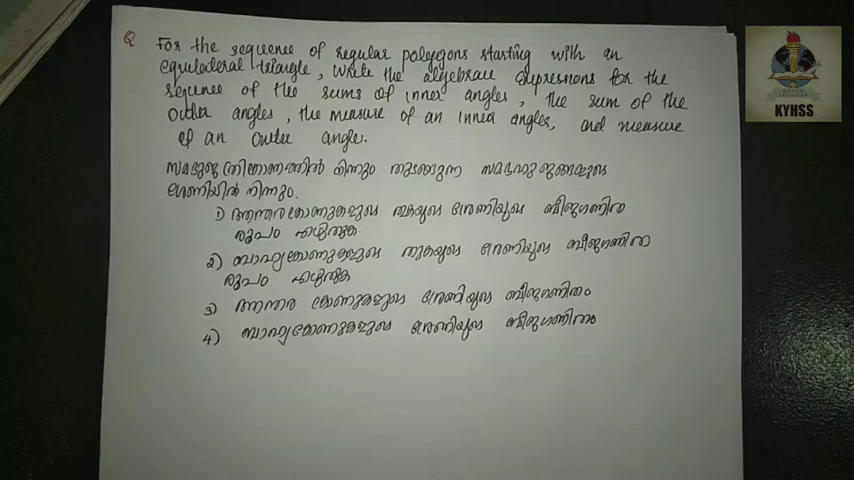 Q For the sequence of regular polygons starting with an
equilateral triangle, write the algebraic expressions for the
sequence of the sums of inner angles, the sum of the
outer angles, the measure of an inner angles, and measure
of an outer angle.
സമഭുജ ത്രികോണത്തിൽ നിന്നും തുടങ്ങുന്ന സമബഹുഭുജങ്ങളുടെ
ശ്രേണിയിൽ നിന്നും.
1) ആന്തരകോണുകളുടെ തുകയുടെ ശ്രേണിയുടെ ബീജഗണിത
രൂപം എഴുതുക.
2) ബാഹ്യകോണുകളുടെ തുകയുടെ ശ്രേണിയുടെ ബീജഗണിത
രൂപം എഴുതുക
3) ആന്തര കോണുകളുടെ ശ്രേണിയുടെ ബീജഗണിതം
4) ബാഹ്യകോണുകളുടെ ശ്രേണിയുടെ ബീജഗണിതം
KYHSS